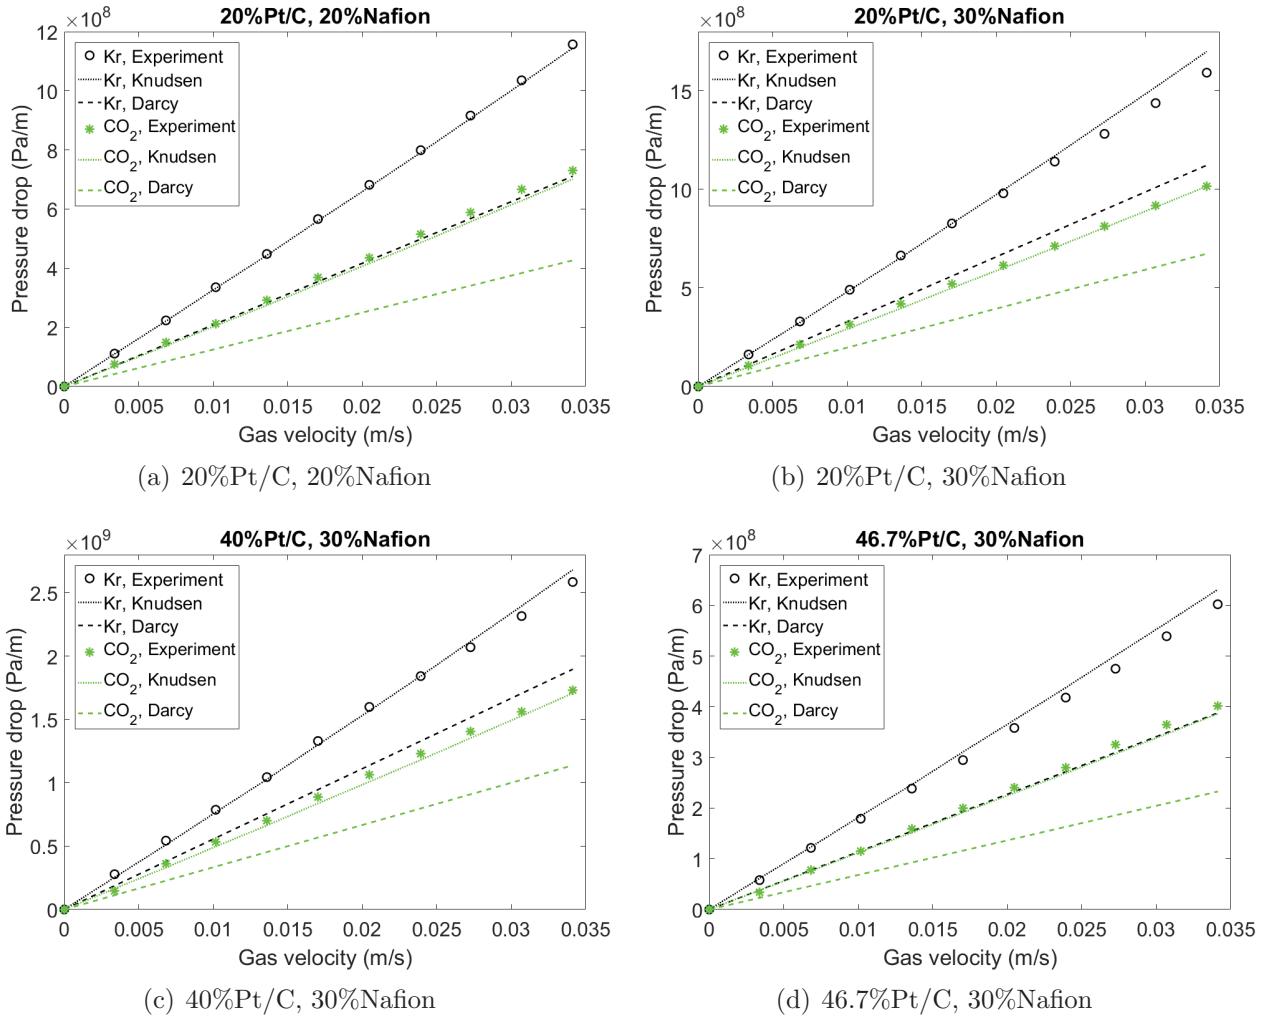 20%Pt/C, 20%Nafion
×10⁸
12
10
8
6
4
2
0
Pressure drop (Pa/m)
Kr, Experiment
Kr, Knudsen
Kr, Darcy
CO₂, Experiment
CO₂, Knudsen
CO₂, Darcy
0 0.005 0.01 0.015 0.02 0.025 0.03 0.035
Gas velocity (m/s)
(a) 20%Pt/C, 20%Nafion
20%Pt/C, 30%Nafion
×10⁸
15
10
5
0
Pressure drop (Pa/m)
Kr, Experiment
Kr, Knudsen
Kr, Darcy
CO₂, Experiment
CO₂, Knudsen
CO₂, Darcy
0 0.005 0.01 0.015 0.02 0.025 0.03 0.035
Gas velocity (m/s)
(b) 20%Pt/C, 30%Nafion
40%Pt/C, 30%Nafion
×10⁹
2.5
2
1.5
1
0.5
0
Pressure drop (Pa/m)
Kr, Experiment
Kr, Knudsen
Kr, Darcy
CO₂, Experiment
CO₂, Knudsen
CO₂, Darcy
0 0.005 0.01 0.015 0.02 0.025 0.03 0.035
Gas velocity (m/s)
(c) 40%Pt/C, 30%Nafion
46.7%Pt/C, 30%Nafion
×10⁸
7
6
5
4
3
2
1
0
Pressure drop (Pa/m)
Kr, Experiment
Kr, Knudsen
Kr, Darcy
CO₂, Experiment
CO₂, Knudsen
CO₂, Darcy
0 0.005 0.01 0.015 0.02 0.025 0.03 0.035
Gas velocity (m/s)
(d) 46.7%Pt/C, 30%Nafion